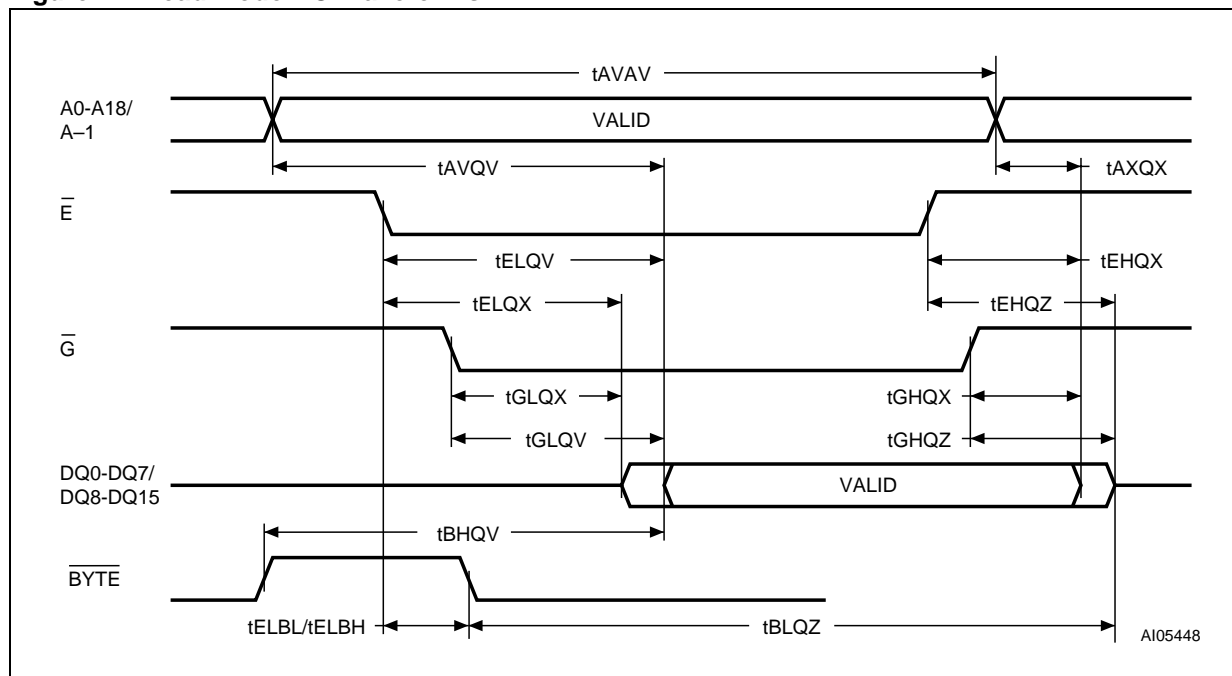 tAVAV
A0-A18/
A–1
VALID
tAVQV
tAXQX
E
tELQV
tEHQX
tELQX
tEHQZ
G
tGLQX
tGHQX
tGLQV
tGHQZ
DQ0-DQ7/
DQ8-DQ15
VALID
tBHQV
BYTE
tELBL/tELBH
tBLQZ
AI05448